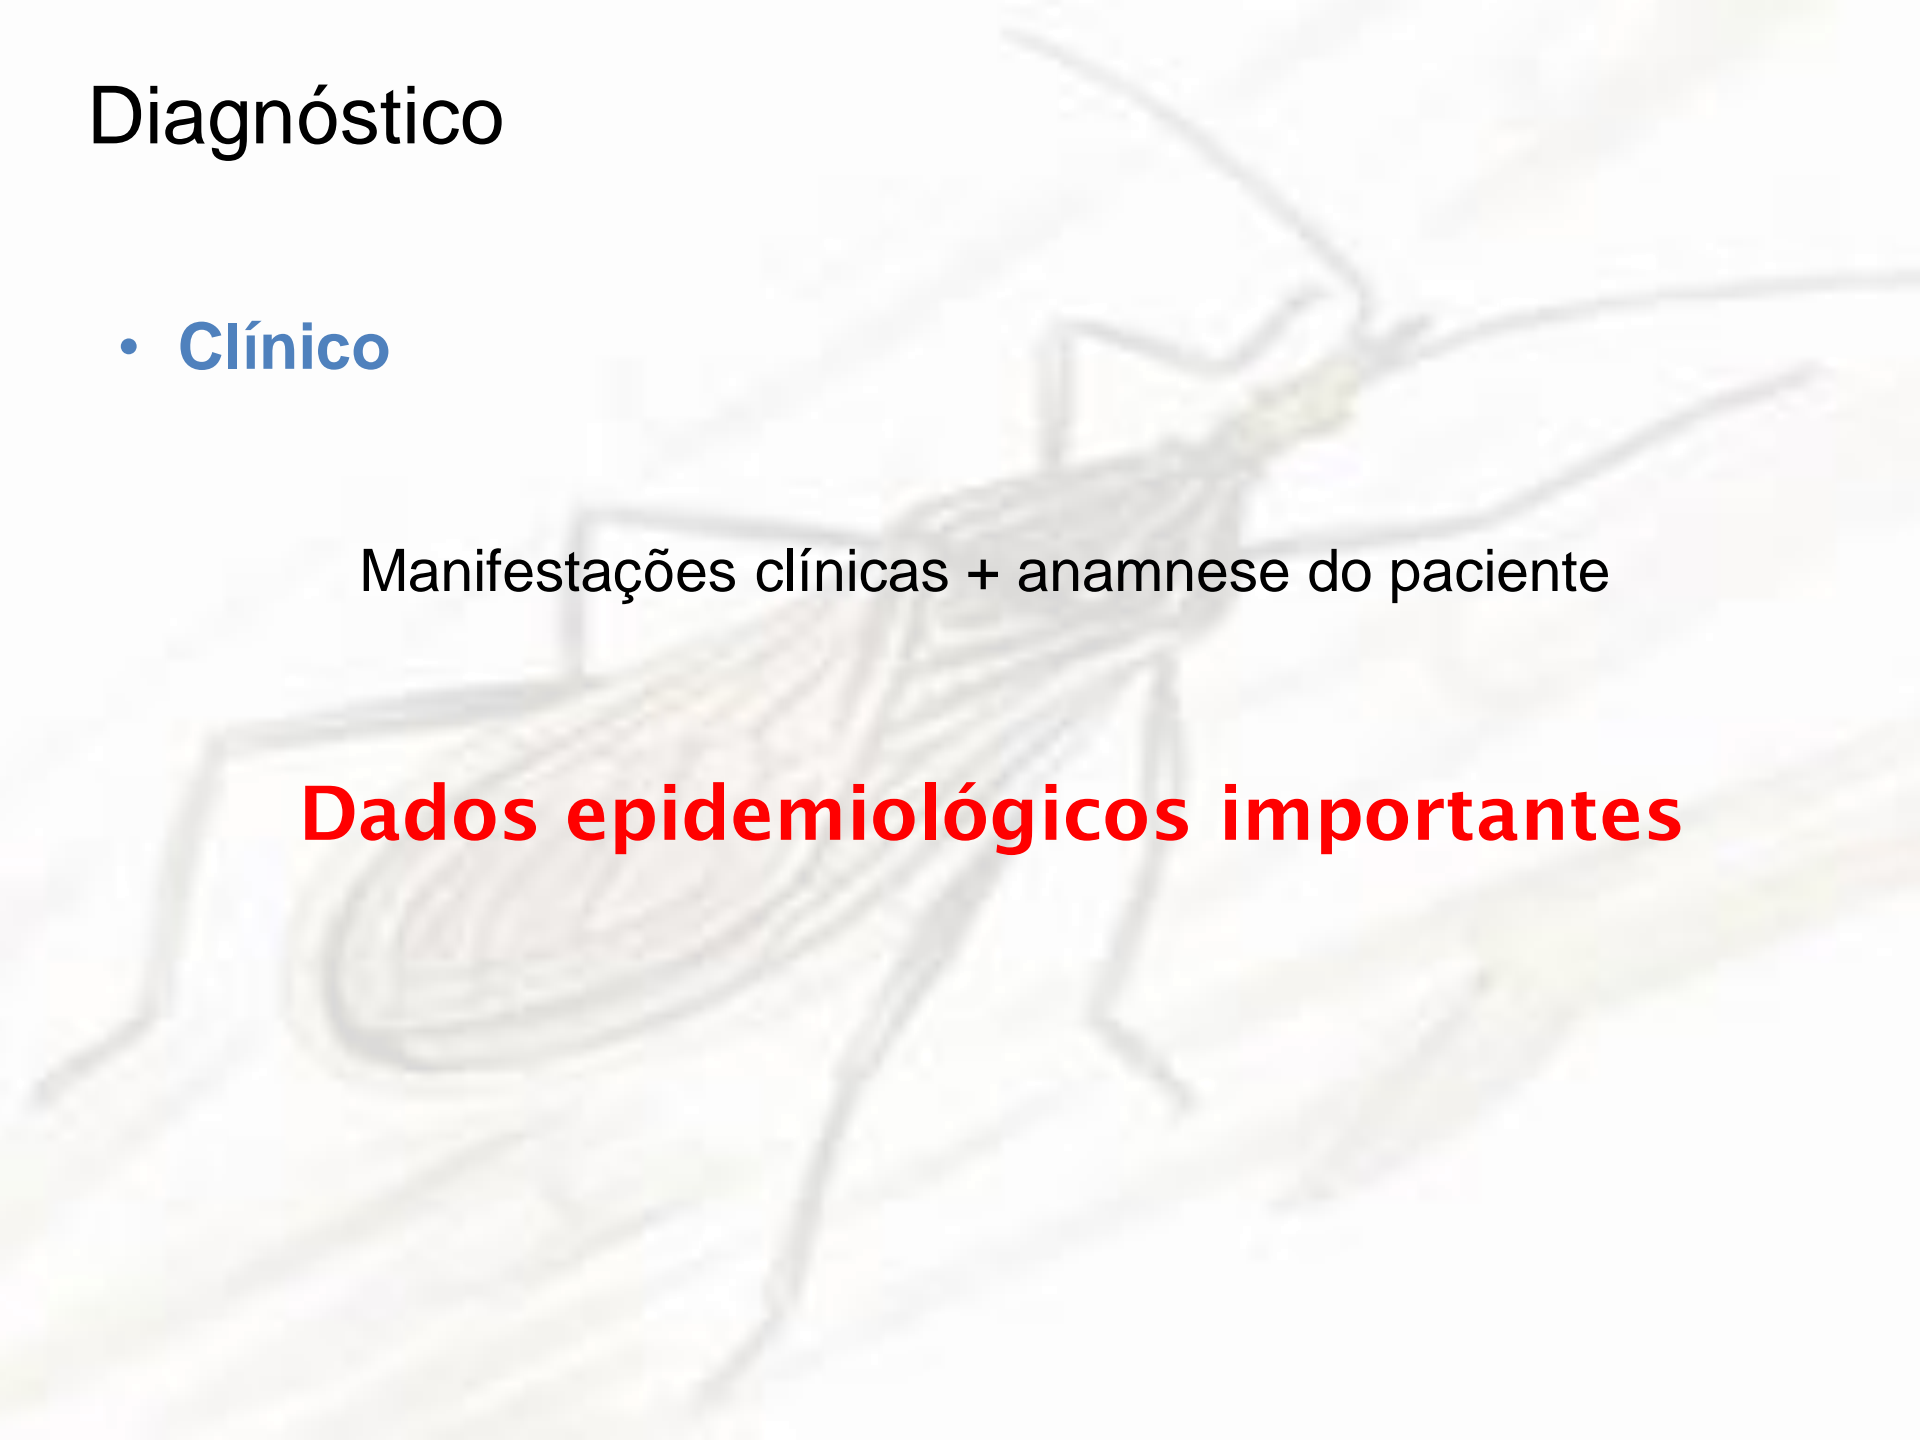 Diagnóstico
• Clínico
Manifestações clínicas + anamnese do paciente
Dados epidemiológicos importantes